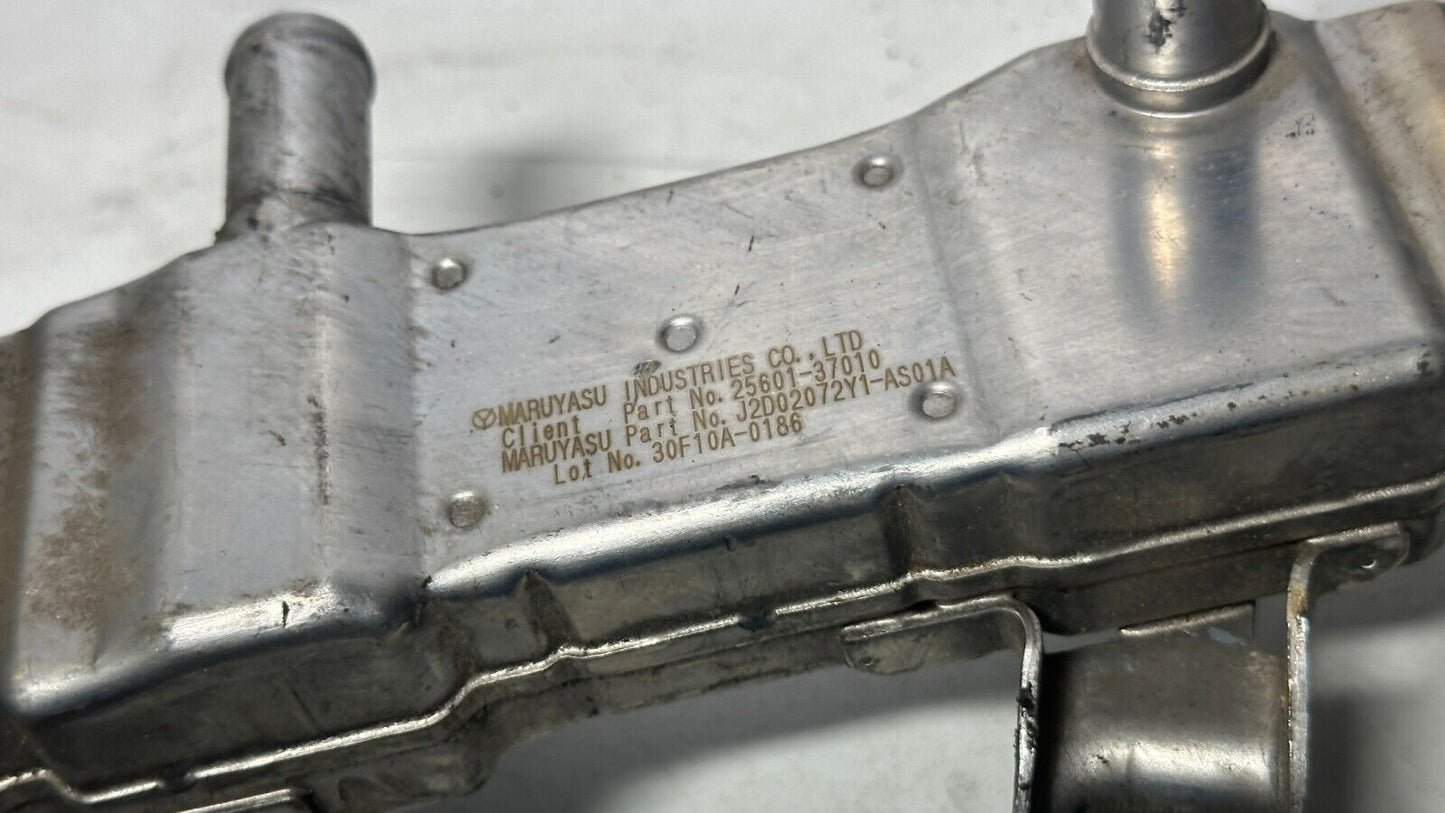 MARUYASU INDUSTRIES CO.,LTD
Client Part No. 25601-37010
MARUYASU Part No. J2D02072Y1-AS01A
Lot No. 30F10A-0186